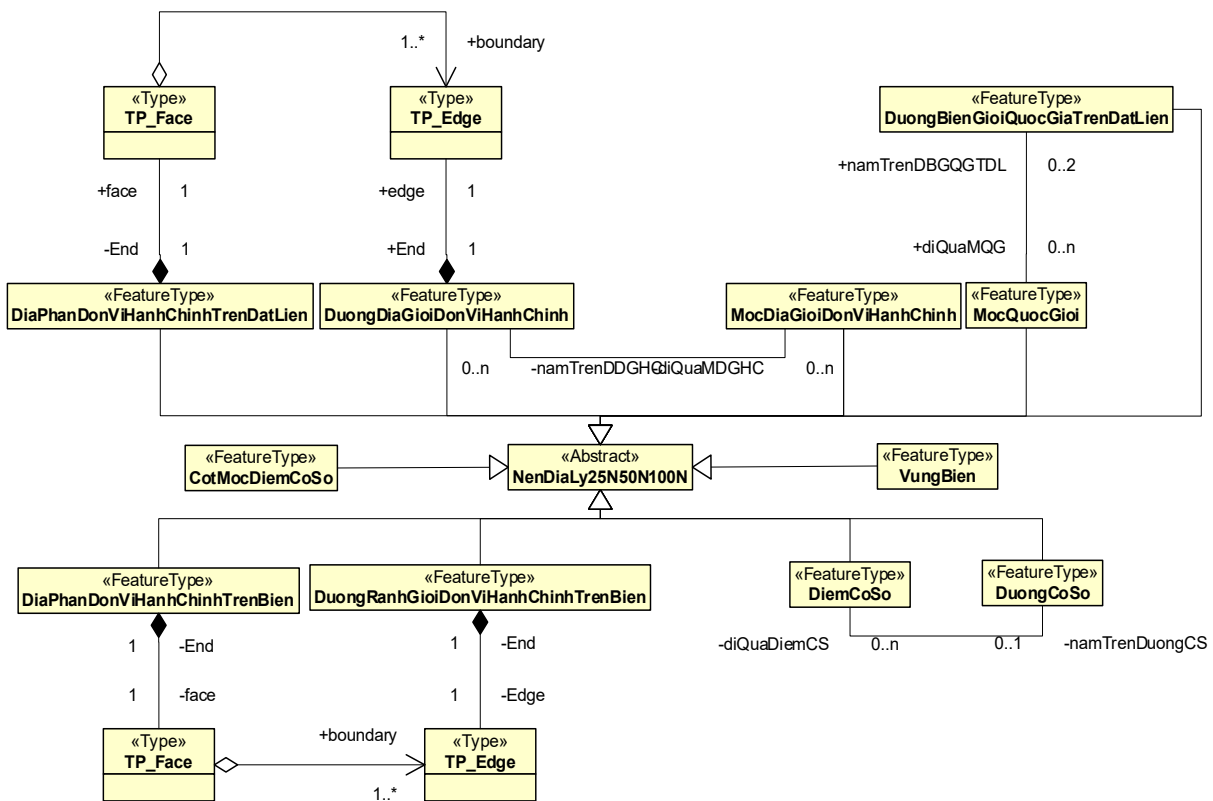 1..*
+boundary
«Type»
TP_Face
«Type»
TP_Edge
«FeatureType»
DuongBienGioiQuocGiaTrenDatLien
+face
1
+edge
1
+namTrenDBGQGTDL
0..2
-End
1
+End
1
+diQuaMQG
0..n
«FeatureType»
DiaPhanDonViHanhChinhTrenDatLien
«FeatureType»
DuongDiaGioiDonViHanhChinh
«FeatureType»
MocDiaGioiDonViHanhChinh
«FeatureType»
MocQuocGioi
0..n
-namTrenDDGHC
-diQuaMDGHC
0..n
«FeatureType»
CotMocDiemCoSo
«Abstract»
NenDiaLy25N50N100N
«FeatureType»
VungBien
«FeatureType»
DiaPhanDonViHanhChinhTrenBien
«FeatureType»
DuongRanhGioiDonViHanhChinhTrenBien
«FeatureType»
DiemCoSo
«FeatureType»
DuongCoSo
1
-End
1
-End
-diQuaDiemCS
0..n
0..1
-namTrenDuongCS
1
-face
1
-Edge
«Type»
TP_Face
+boundary
1..*
«Type»
TP_Edge